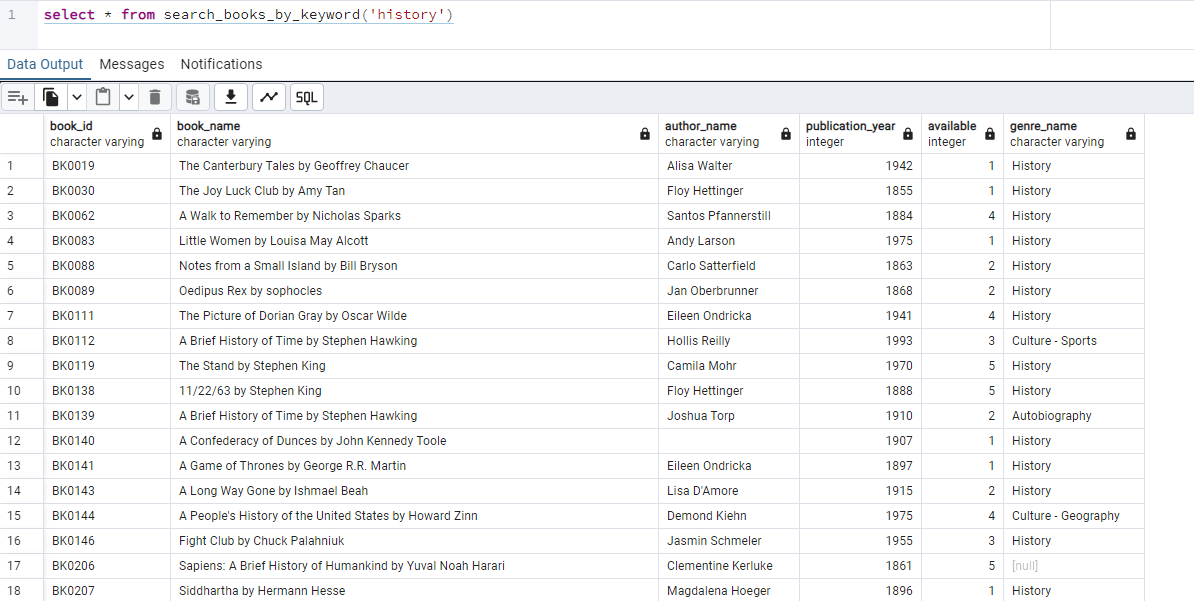 1 select * from search_books_by_keyword('history')
Data Output Messages Notifications
SQL
book_id book_name author_name publication_year available genre_name
character varying character varying character varying integer integer character varying
1 BK0019 The Canterbury Tales by Geoffrey Chaucer Alisa Walter 1942 1 History
2 BK0030 The Joy Luck Club by Amy Tan Floy Hettinger 1855 1 History
3 BK0062 A Walk to Remember by Nicholas Sparks Santos Pfannerstill 1884 4 History
4 BK0083 Little Women by Louisa May Alcott Andy Larson 1975 1 History
5 BK0088 Notes from a Small Island by Bill Bryson Carlo Satterfield 1863 2 History
6 BK0089 Oedipus Rex by sophocles Jan Oberbrunner 1868 2 History
7 BK0111 The Picture of Dorian Gray by Oscar Wilde Eileen Ondricka 1941 4 History
8 BK0112 A Brief History of Time by Stephen Hawking Hollis Reilly 1993 3 Culture - Sports
9 BK0119 The Stand by Stephen King Camila Mohr 1970 5 History
10 BK0138 11/22/63 by Stephen King Floy Hettinger 1888 5 History
11 BK0139 A Brief History of Time by Stephen Hawking Joshua Torp 1910 2 Autobiography
12 BK0140 A Confederacy of Dunces by John Kennedy Toole 1907 1 History
13 BK0141 A Game of Thrones by George R.R. Martin Eileen Ondricka 1897 1 History
14 BK0143 A Long Way Gone by Ishmael Beah Lisa D'Amore 1915 2 History
15 BK0144 A People's History of the United States by Howard Zinn Demond Kiehn 1975 4 Culture - Geography
16 BK0146 Fight Club by Chuck Palahniuk Jasmin Schmeler 1955 3 History
17 BK0206 Sapiens: A Brief History of Humankind by Yuval Noah Harari Clementine Kerluke 1861 5 [null]
18 BK0207 Siddhartha by Hermann Hesse Magdalena Hoeger 1896 1 History